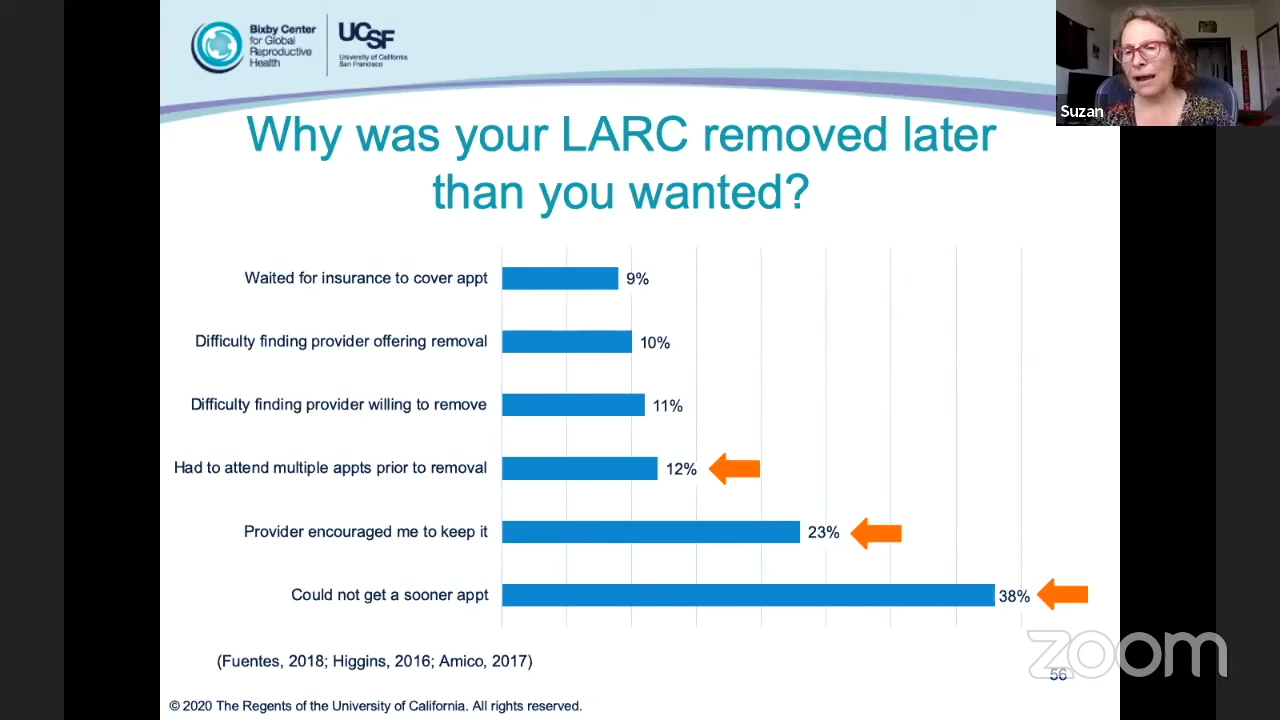 Bixby Center
for Global
Reproductive
Health
UCSF
University of California
San Francisco
Suzan
Why was your LARC removed later
than you wanted?
Waited for insurance to cover appt 9%
Difficulty finding provider offering removal 10%
Difficulty finding provider willing to remove 11%
Had to attend multiple appts prior to removal 12%
Provider encouraged me to keep it 23%
Could not get a sooner appt 38%
(Fuentes, 2018; Higgins, 2016; Amico, 2017)
zoom
56
© 2020 The Regents of the University of California. All rights reserved.